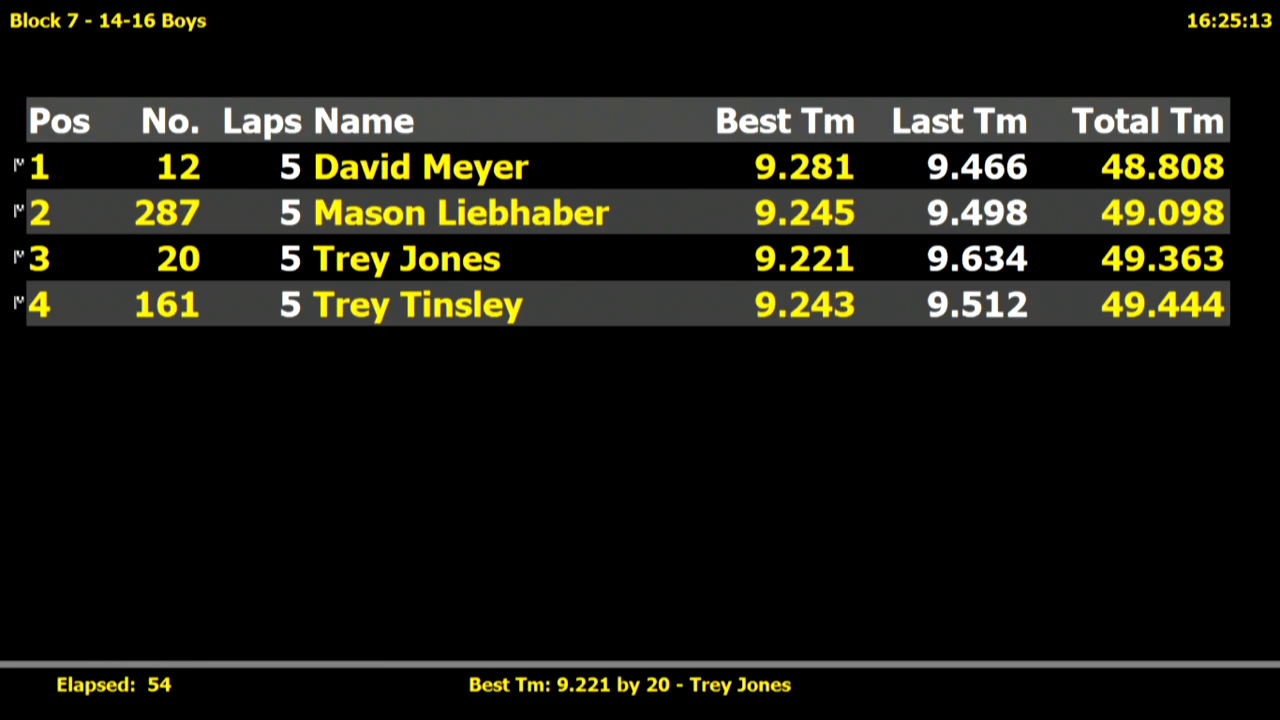 Block 7 - 14-16 Boys 16:25:13
Pos No. Laps Name Best Tm Last Tm Total Tm
1 12 5 David Meyer 9.281 9.466 48.808
2 287 5 Mason Liebhaber 9.245 9.498 49.098
3 20 5 Trey Jones 9.221 9.634 49.363
4 161 5 Trey Tinsley 9.243 9.512 49.444
Elapsed: 54 Best Tm: 9.221 by 20 - Trey Jones